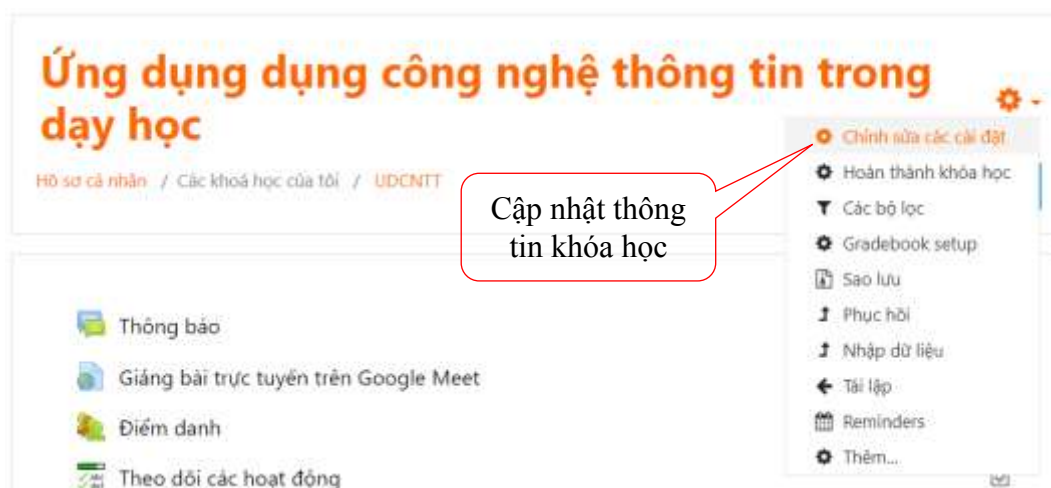 Ứng dụng dụng công nghệ thông tin trong
dạy học
Hồ sơ cá nhân / Các khoá học của tôi / UDCNTT
Cập nhật thông
tin khóa học
Chỉnh sửa các cài đặt
Hoàn thành khóa học
Các bộ lọc
Gradebook setup
Sao lưu
Phục hồi
Nhập dữ liệu
Tái lập
Reminders
Thêm...
Thông báo
Giảng bài trực tuyến trên Google Meet
Điểm danh
Theo dõi các hoạt động